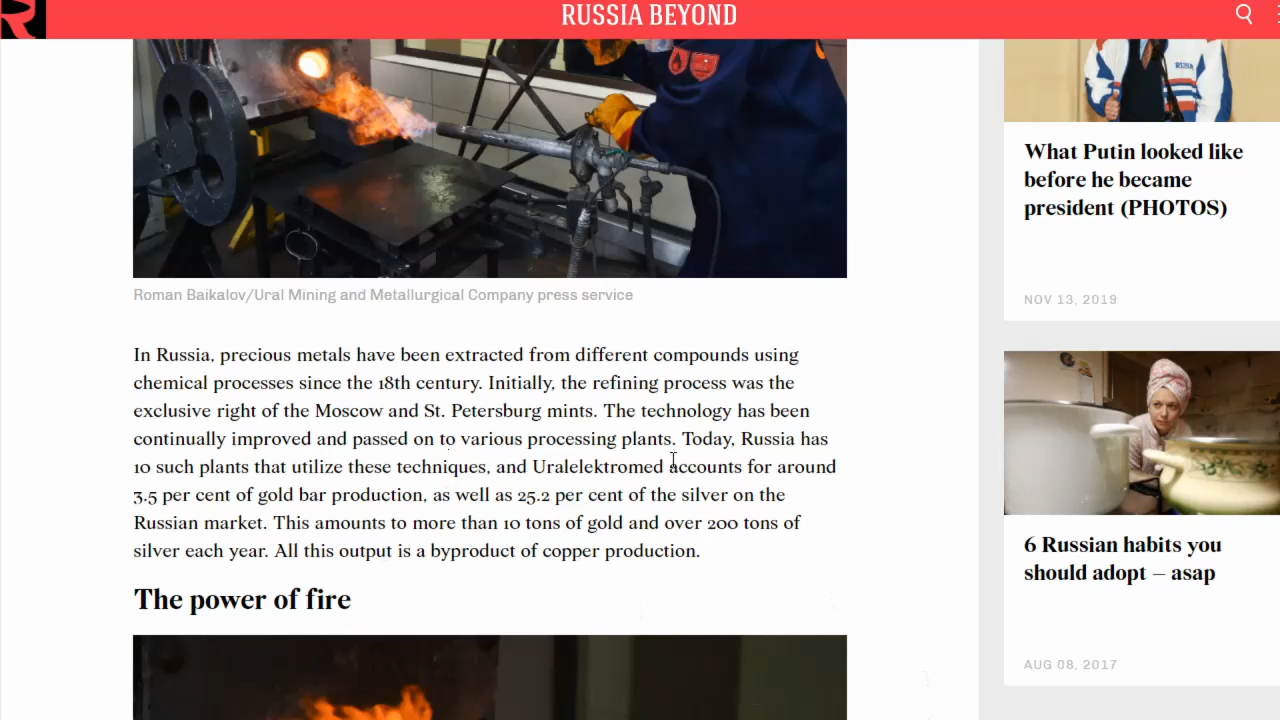 RUSSIA BEYOND
RUSSIA
What Putin looked like
before he became
president (PHOTOS)
NOV 13, 2019
Roman Baikalov/Ural Mining and Metallurgical Company press service
In Russia, precious metals have been extracted from different compounds using
chemical processes since the 18th century. Initially, the refining process was the
exclusive right of the Moscow and St. Petersburg mints. The technology has been
continually improved and passed on to various processing plants. Today, Russia has
10 such plants that utilize these techniques, and Uralelektromed accounts for around
3.5 per cent of gold bar production, as well as 25.2 per cent of the silver on the
Russian market. This amounts to more than 10 tons of gold and over 200 tons of
silver each year. All this output is a byproduct of copper production.
The power of fire
6 Russian habits you
should adopt – asap
AUG 08, 2017